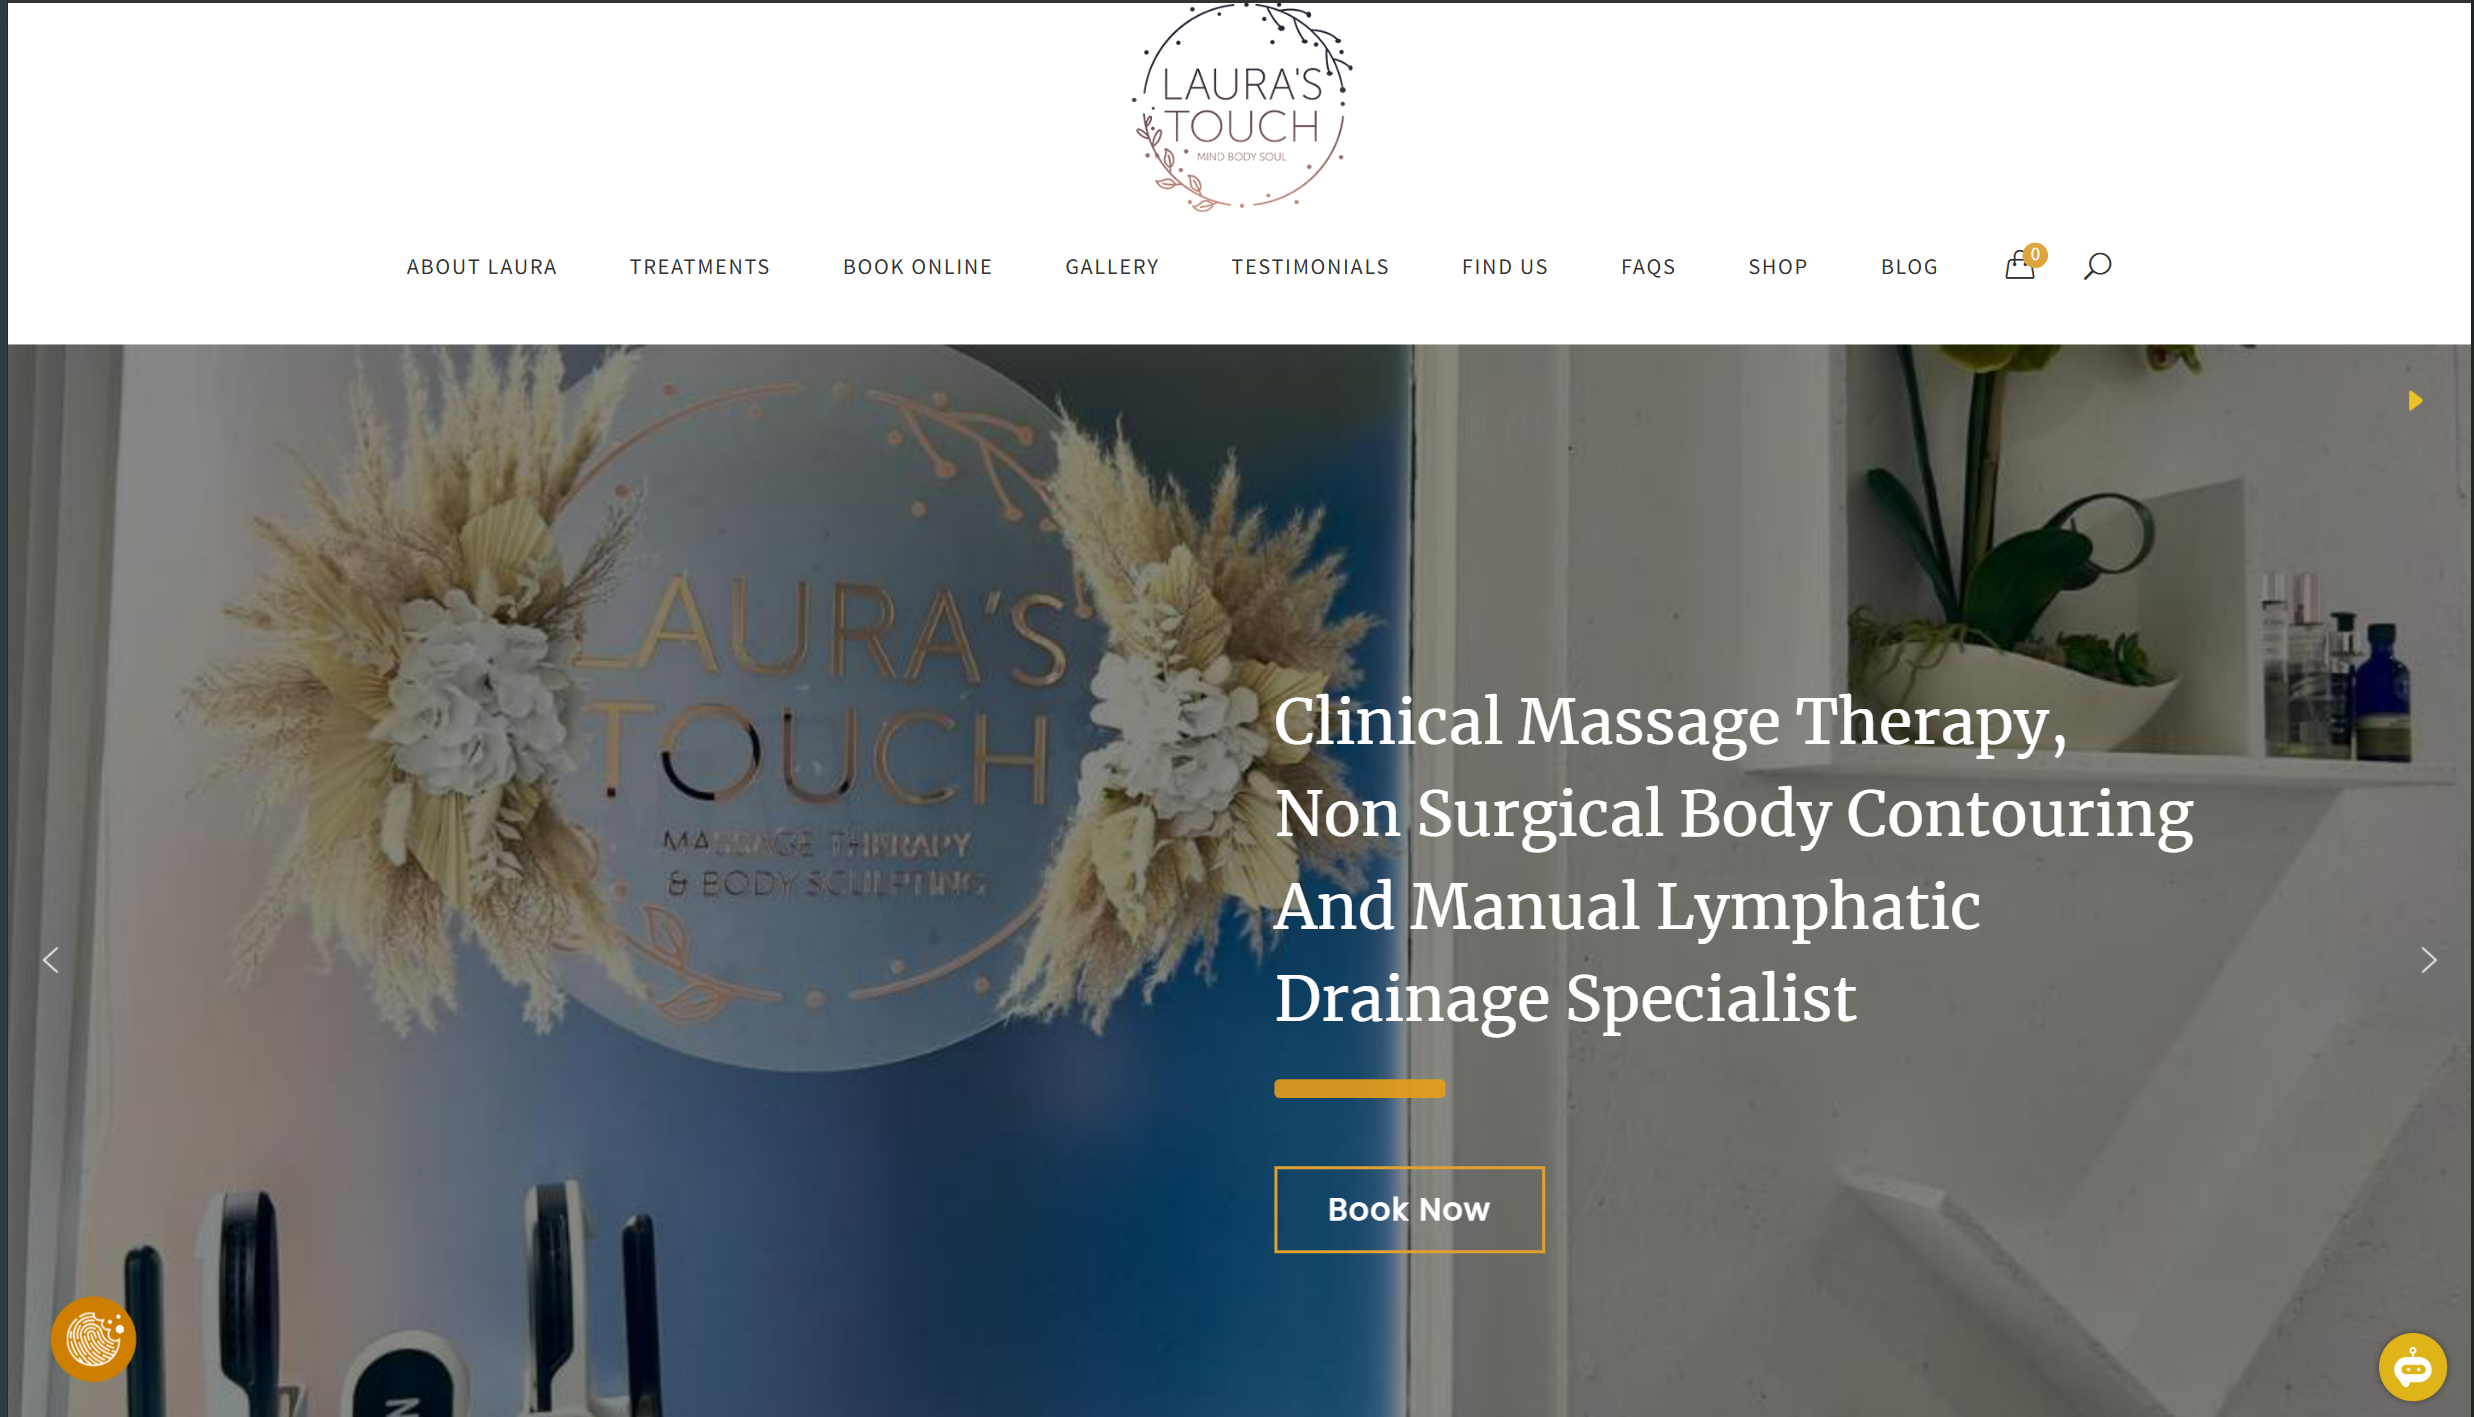 LAURA'S
TOUCH
MIND BODY SOUL
ABOUT LAURA
TREATMENTS
BOOK ONLINE
GALLERY
TESTIMONIALS
FIND US
FAQS
SHOP
BLOG
0
LAURA'S
TOUCH
MASSAGE THERAPY
& BODY SCULPTING
Clinical Massage Therapy,
Non Surgical Body Contouring
And Manual Lymphatic
Drainage Specialist
Book Now